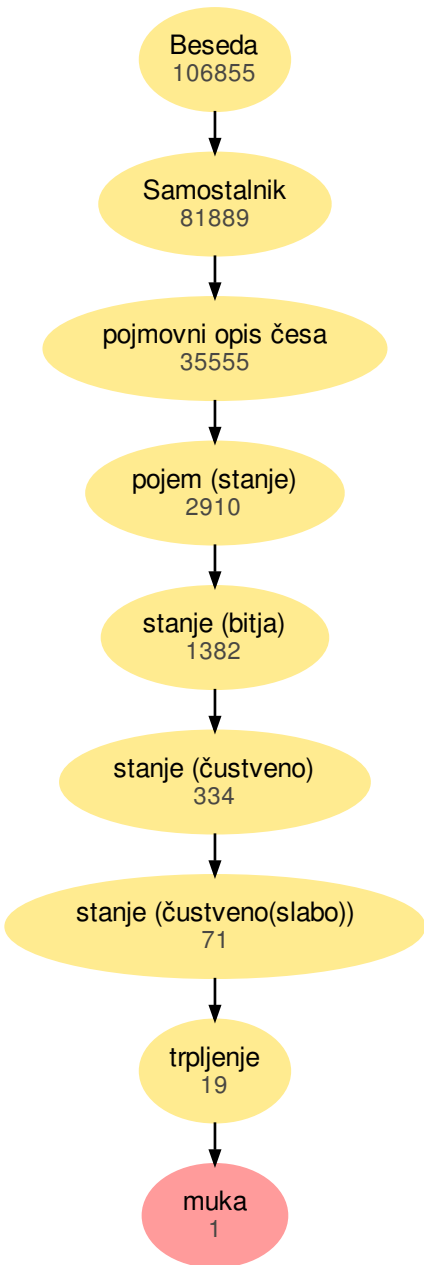 Beseda
106855
Samostalnik
81889
pojmovni opis česa
35555
pojem (stanje)
2910
stanje (bitja)
1382
stanje (čustveno)
334
stanje (čustveno(slabo))
71
trpljenje
19
muka
1